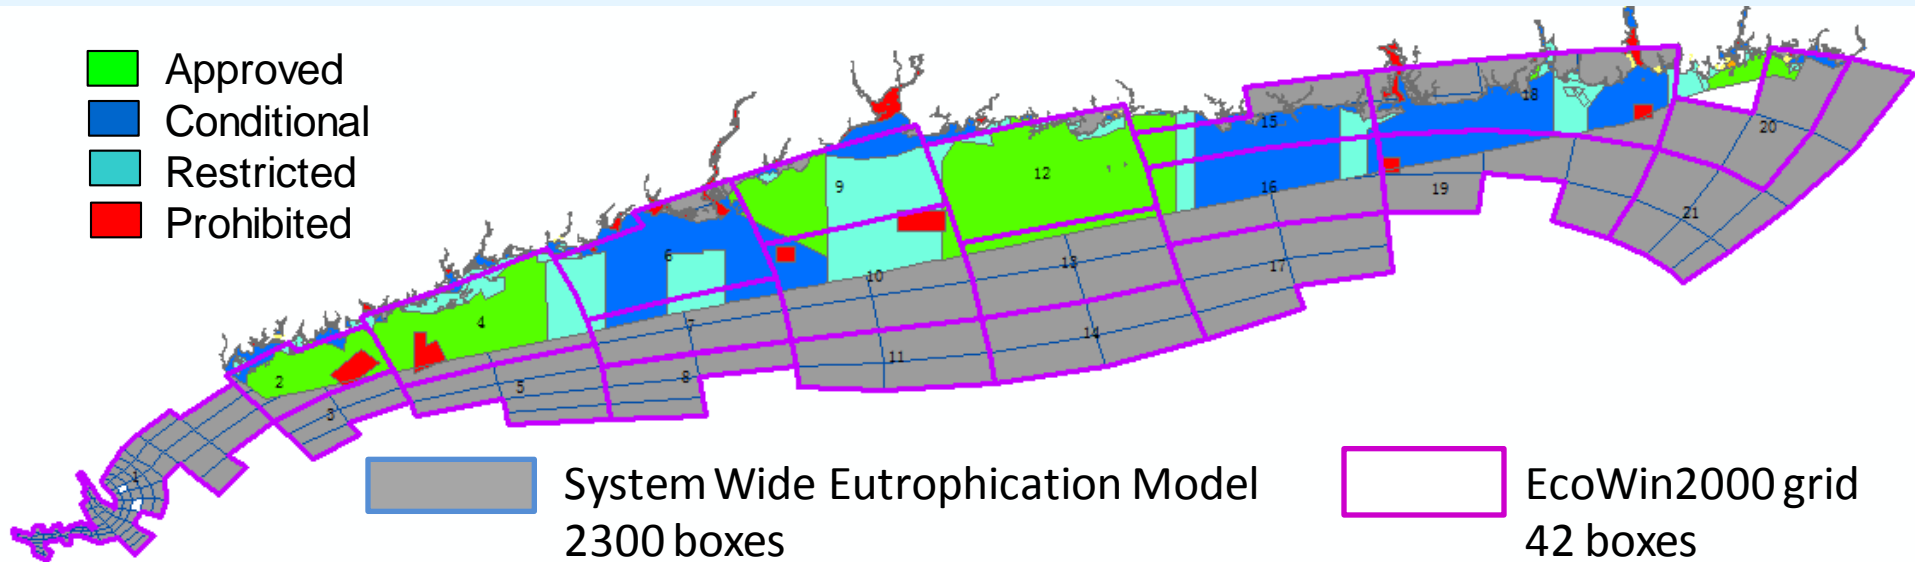 Approved
Conditional
Restricted
Prohibited
18
15
20
12
9
16
19
21
6
13
17
10
4
7
14
11
2
8
5
3
1
System Wide Eutrophication Model
2300 boxes
EcoWin2000 grid
42 boxes